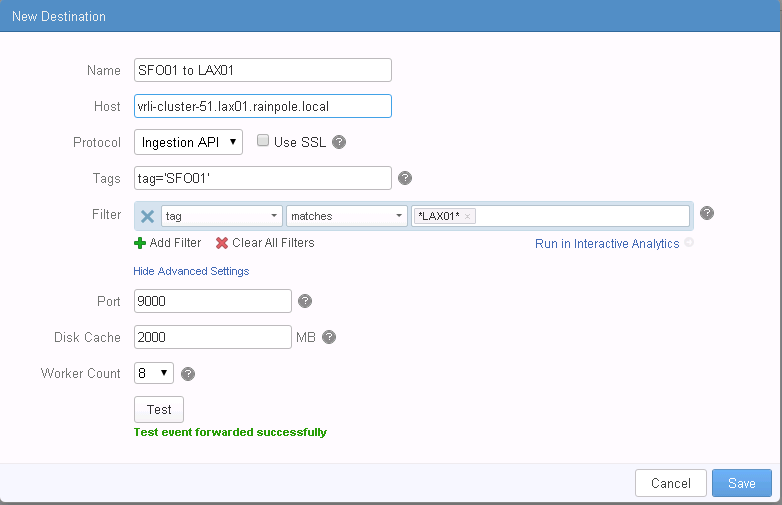 New Destination
Name SFO01 to LAX01
Host vrli-cluster-51.lax01.rainpole.local
Protocol Ingestion API Use SSL ?
Tags tag='SFO01' ?
Filter tag matches *LAX01* × ?
Add Filter Clear All Filters Run in Interactive Analytics
Hide Advanced Settings
Port 9000 ?
Disk Cache 2000 MB ?
Worker Count 8 ?
Test
Test event forwarded successfully
Cancel Save